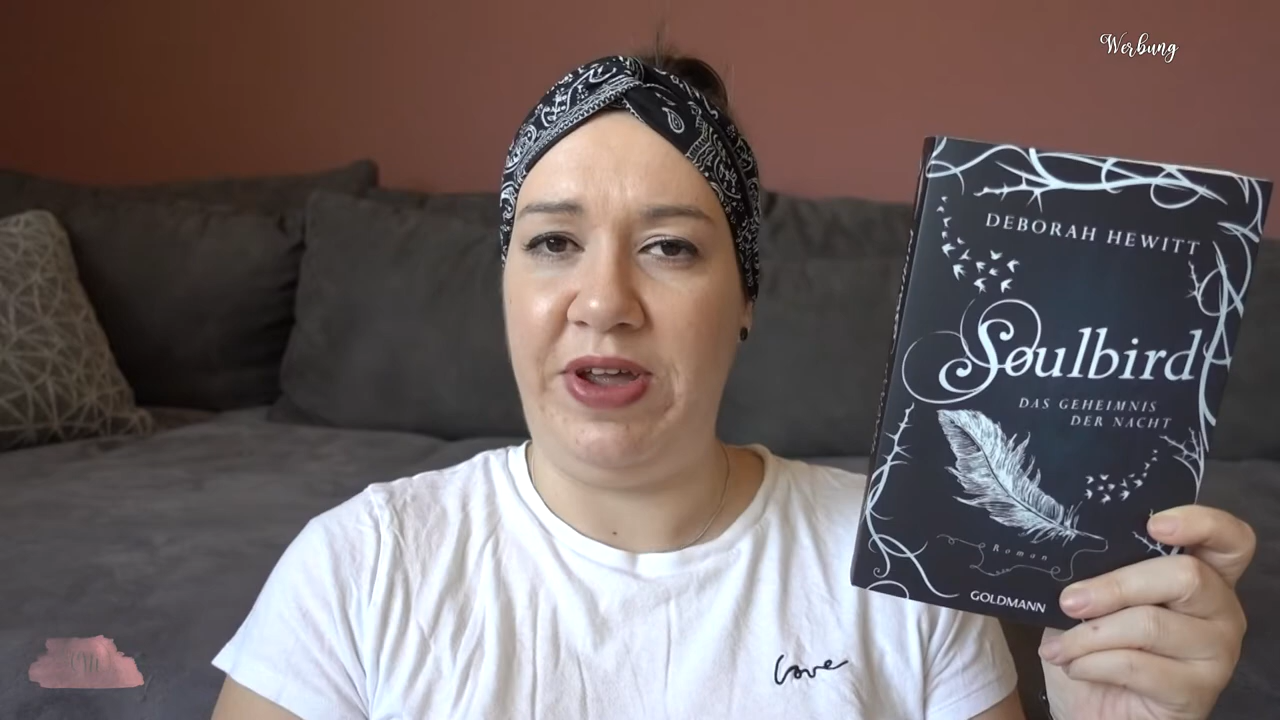 Werbung
DEBORAH HEWITT
Soulbird
DAS GEHEIMNIS
DER NACHT
Roman
GOLDMANN
love